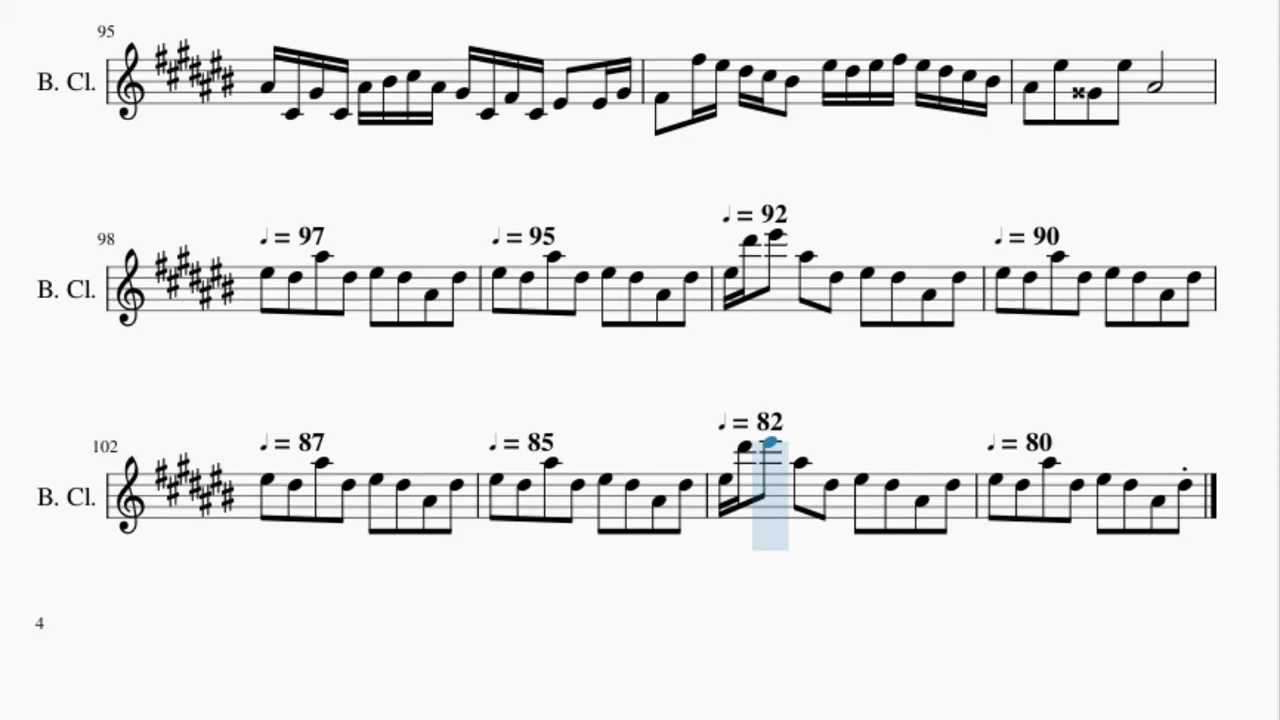 95
B. Cl.
98
♩ = 97
♩ = 95
♩ = 92
♩ = 90
B. Cl.
102
♩ = 87
♩ = 85
♩ = 82
♩ = 80
B. Cl.
4